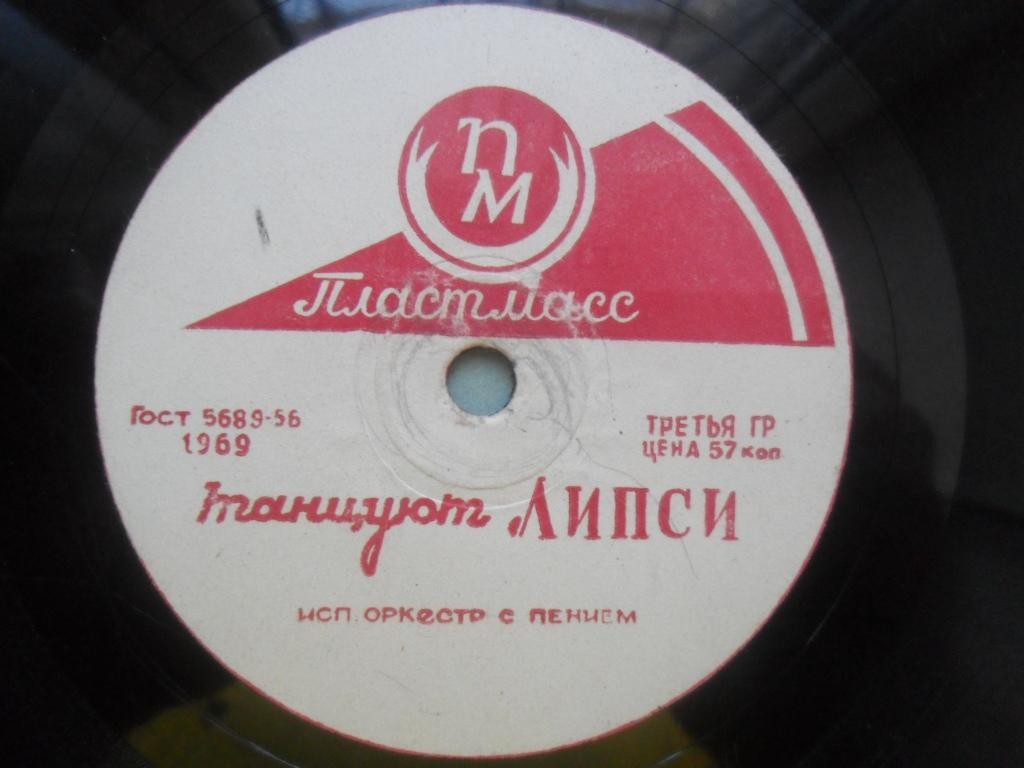 ПМ
Пластмасс
ГОСТ 5689-56
1969
ТРЕТЬЯ ГР
ЦЕНА 57 коп
танцуют ЛИПСИ
ИСП. ОРКЕСТР С ПЕНИЕМ